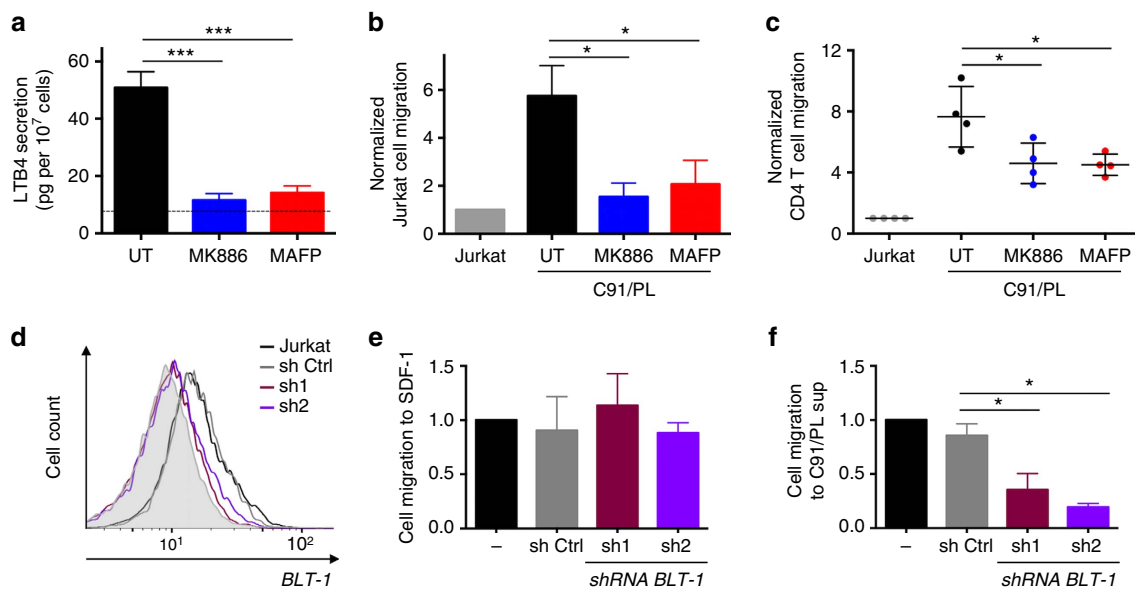 a
LTB4 secretion
(pg per 10⁷ cells)
60
40
20
0
***
***
UT
MK886
MAFP
b
Normalized
Jurkat cell migration
6
4
2
0
*
*
Jurkat
UT
MK886
MAFP
C91/PL
c
Normalized
CD4 T cell migration
12
8
4
0
*
*
Jurkat
UT
MK886
MAFP
C91/PL
d
Cell count
Jurkat
sh Ctrl
sh1
sh2
10¹
10²
BLT-1
e
Cell migration to SDF-1
1.5
1.0
0.5
0.0
–
sh Ctrl
sh1
sh2
shRNA BLT-1
f
Cell migration
to C91/PL sup
1.5
1.0
0.5
0.0
*
*
–
sh Ctrl
sh1
sh2
shRNA BLT-1